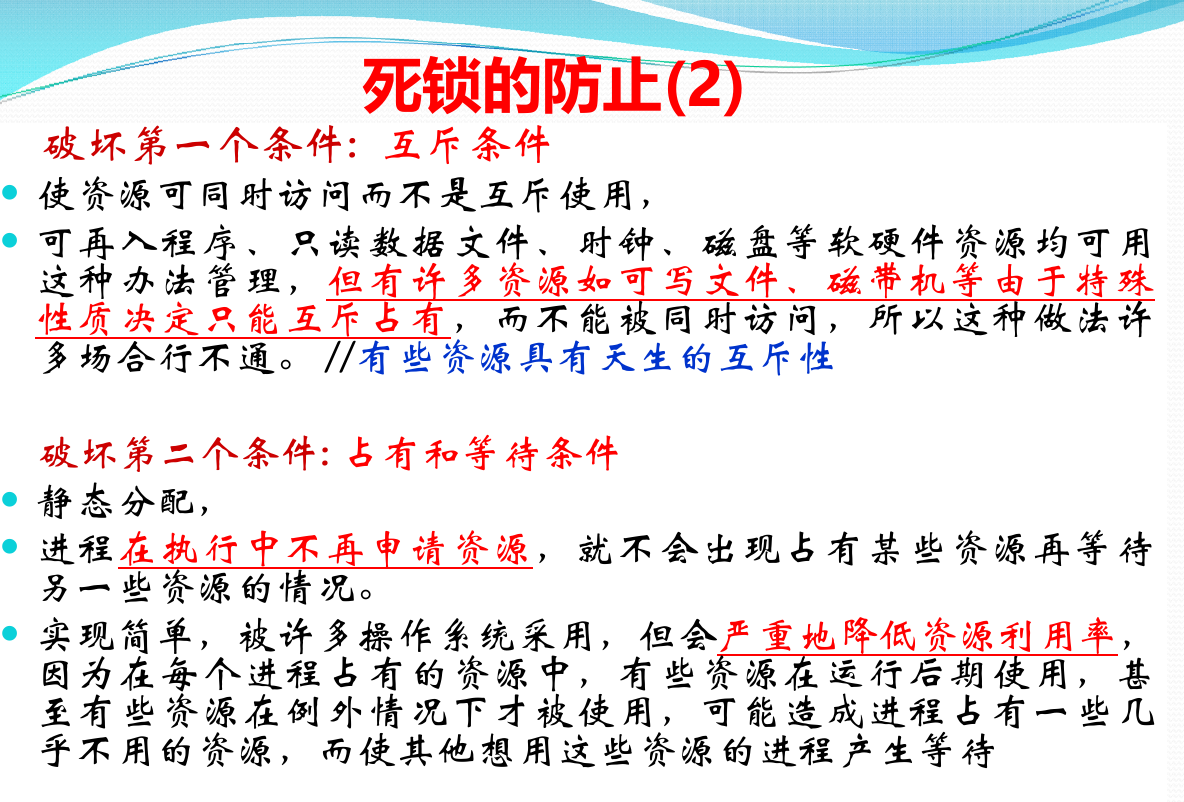 死锁的防止(2)
破坏第一个条件：互斥条件
使资源可同时访问而不是互斥使用，
可再入程序、只读数据文件、时钟、磁盘等软硬件资源均可用
这种办法管理，但有许多资源如可写文件、磁带机等由于特殊
性质决定只能互斥占有，而不能被同时访问，所以这种做法许
多场合行不通。 //有些资源具有天生的互斥性
破坏第二个条件：占有和等待条件
静态分配，
进程在执行中不再申请资源，就不会出现占有某些资源再等待
另一些资源的情况。
实现简单，被许多操作系统采用，但会严重地降低资源利用率，
因为在每个进程占有的资源中，有些资源在运行后期使用，甚
至有些资源在例外情况下才被使用，可能造成进程占有一些几
乎不用的资源，而使其他想用这些资源的进程产生等待